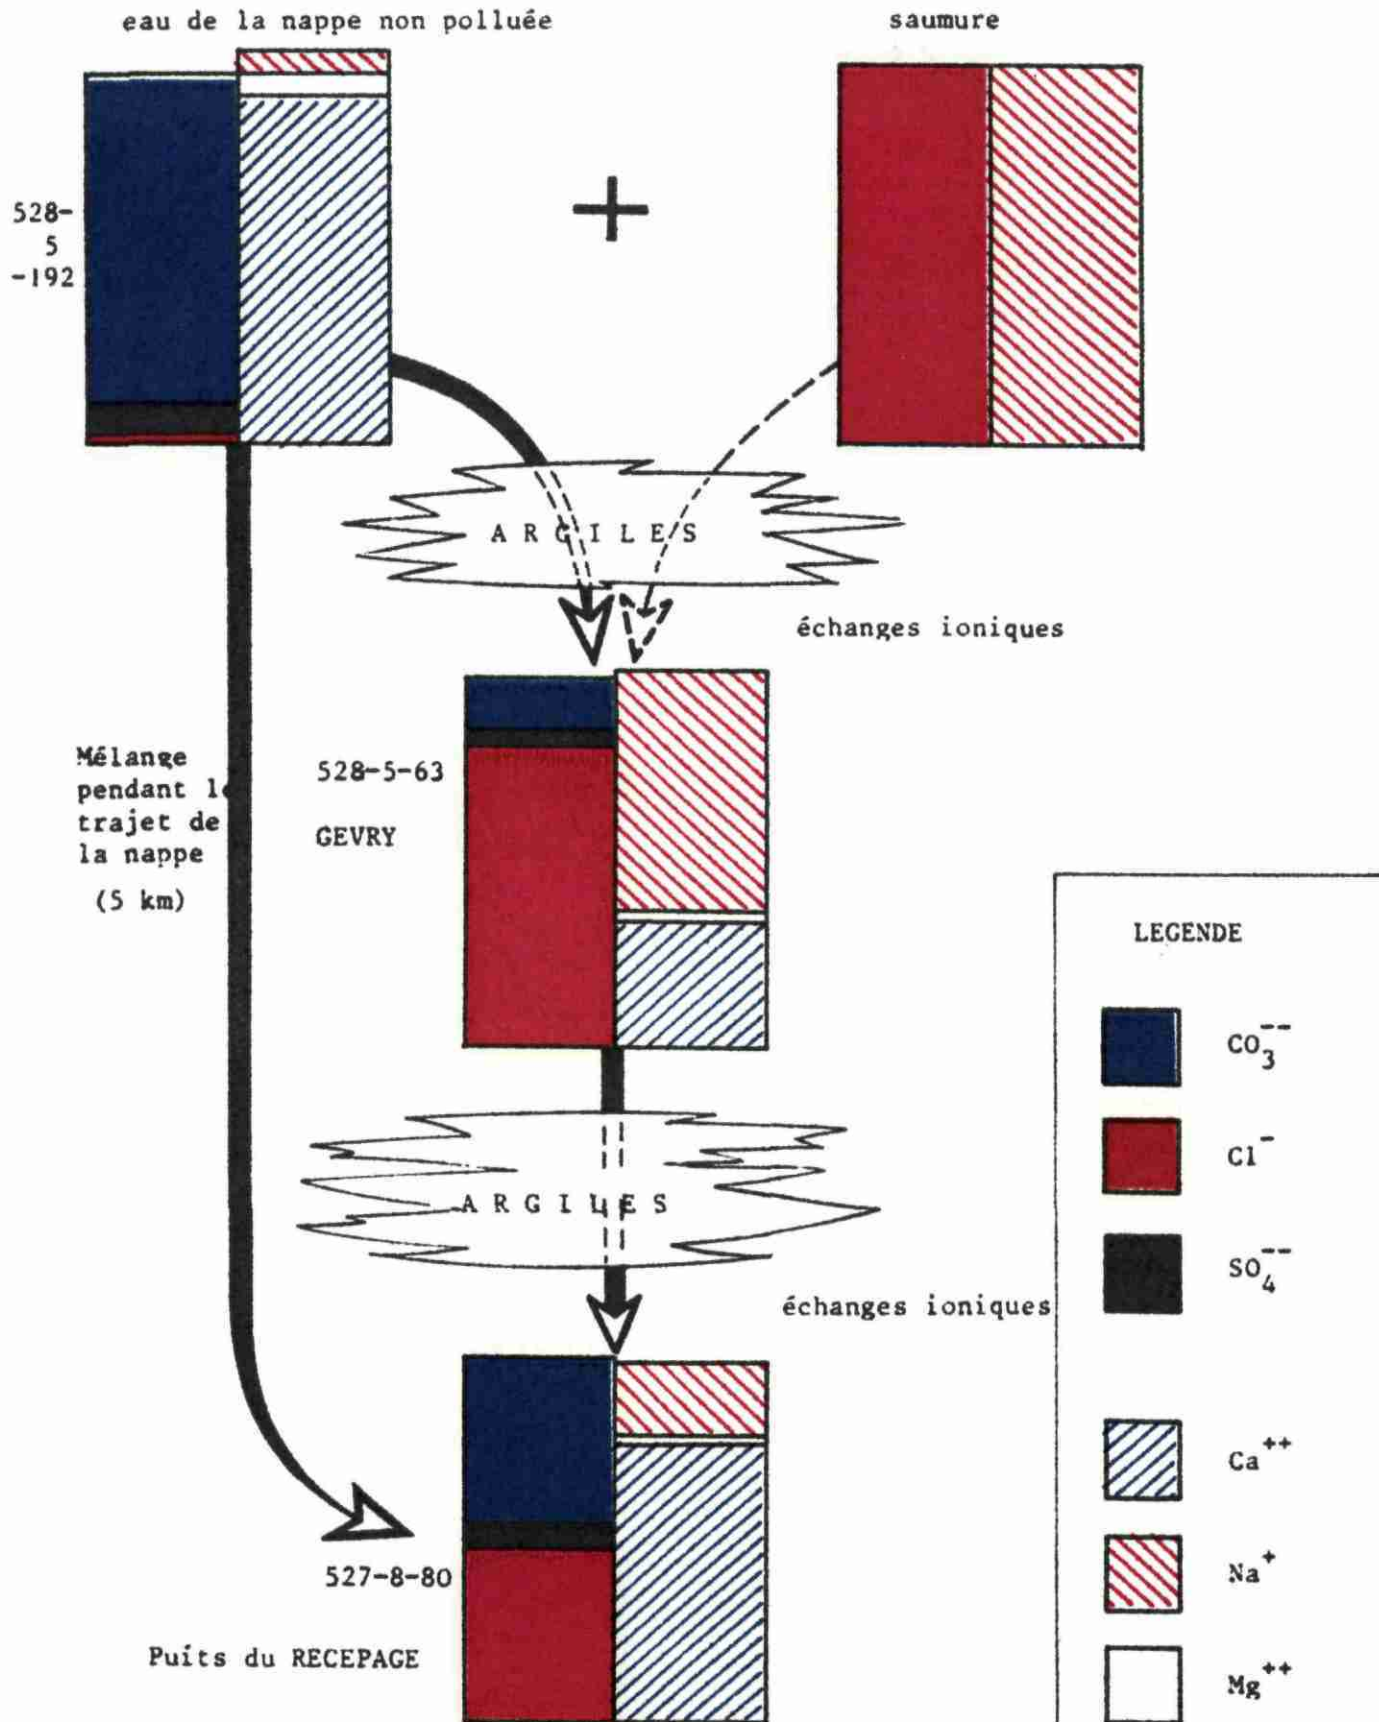 eau de la nappe non polluée
saumure
528-
5
-192
+
ARGILES
échanges ioniques
Mélange
pendant le
trajet de
la nappe
(5 km)
528-5-63
GEVRY
ARGILES
échanges ioniques
527-8-80
Puits du RECEPAGE
LEGENDE
CO₃⁻⁻
Cl⁻
SO₄⁻⁻
Ca⁺⁺
Na⁺
Mg⁺⁺